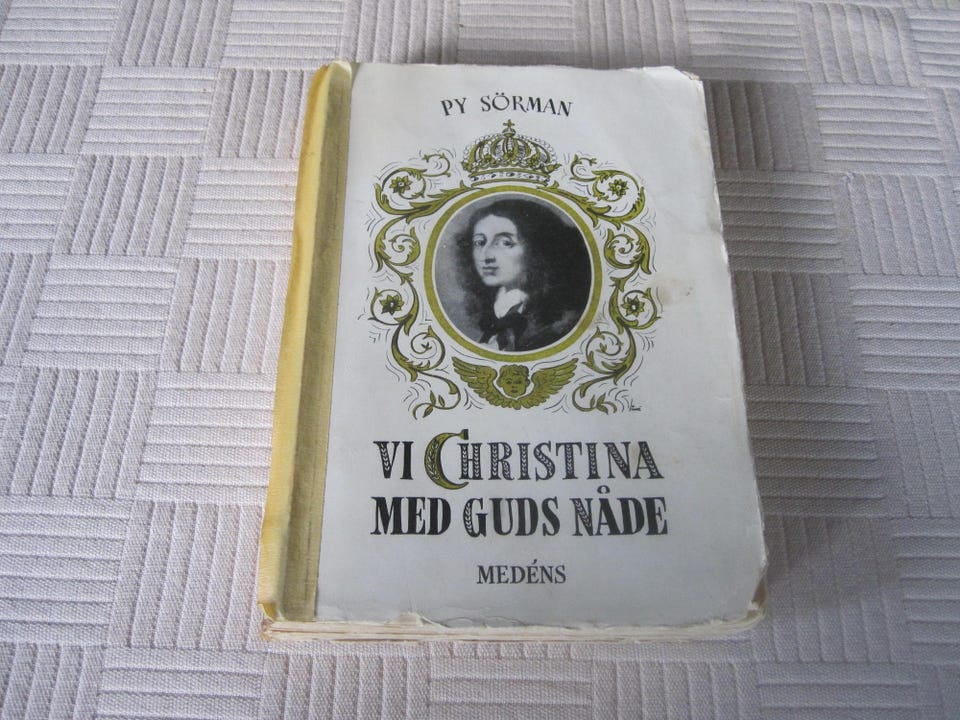 PY SÖRMAN
VI CHRISTINA
MED GUDS NÅDE
MEDÉNS